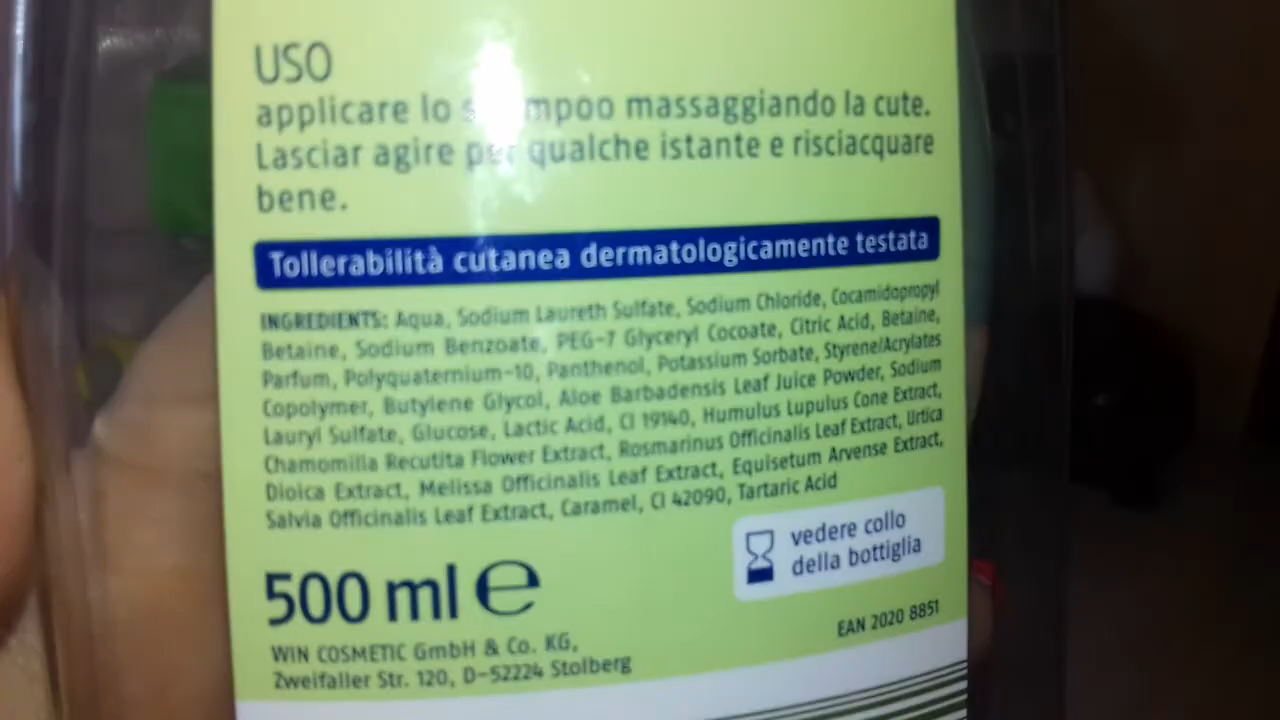 USO
applicare lo shampoo massaggiando la cute.
Lasciar agire per qualche istante e risciacquare
bene.
Tollerabilità cutanea dermatologicamente testata
INGREDIENTS: Aqua, Sodium Laureth Sulfate, Sodium Chloride, Cocamidopropyl
Betaine, Sodium Benzoate, PEG-7 Glyceryl Cocoate, Citric Acid, Betaine,
Parfum, Polyquaternium-10, Panthenol, Potassium Sorbate, Styrene/Acrylates
Copolymer, Butylene Glycol, Aloe Barbadensis Leaf Juice Powder, Sodium
Lauryl Sulfate, Glucose, Lactic Acid, CI 19140, Humulus Lupulus Cone Extract,
Chamomilla Recutita Flower Extract, Rosmarinus Officinalis Leaf Extract, Urtica
Dioica Extract, Melissa Officinalis Leaf Extract, Equisetum Arvense Extract,
Salvia Officinalis Leaf Extract, Caramel, CI 42090, Tartaric Acid
vedere collo
della bottiglia
500 ml e
EAN 2020 8851
WIN COSMETIC GmbH & Co. KG,
Zweifaller Str. 120, D-52224 Stolberg